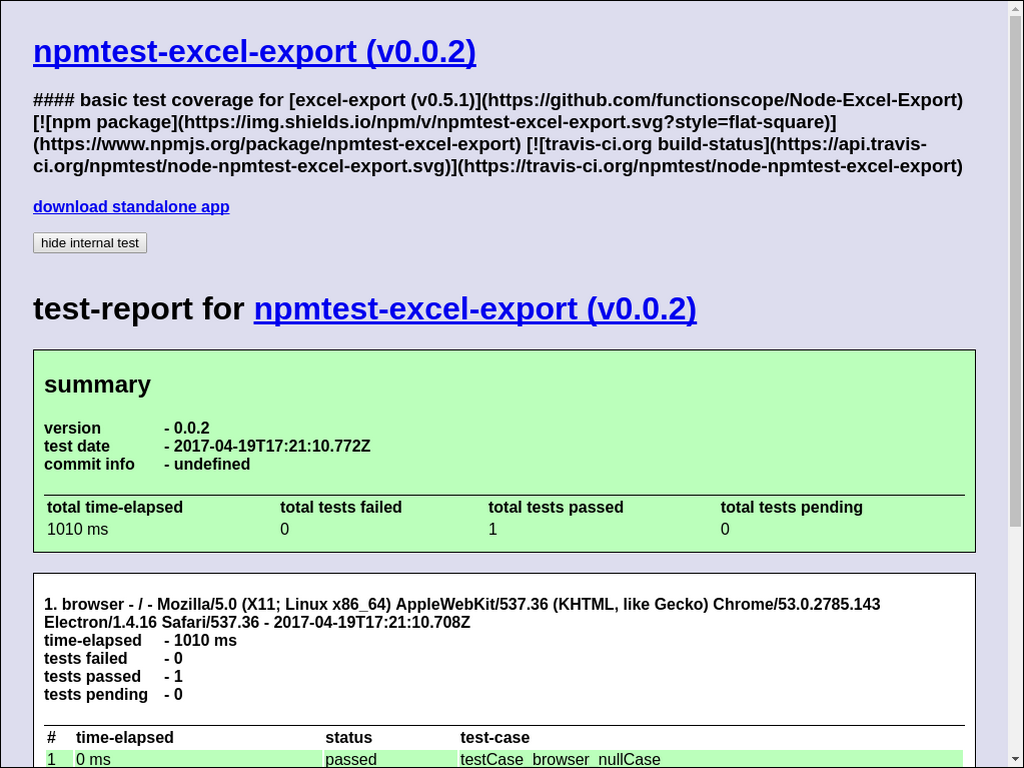 npmtest-excel-export (v0.0.2)
#### basic test coverage for [excel-export (v0.5.1)](https://github.com/functionscope/Node-Excel-Export)
[![npm package](https://img.shields.io/npm/v/npmtest-excel-export.svg?style=flat-square)]
(https://www.npmjs.org/package/npmtest-excel-export) [![travis-ci.org build-status](https://api.travis-
ci.org/npmtest/node-npmtest-excel-export.svg)](https://travis-ci.org/npmtest/node-npmtest-excel-export)
download standalone app
hide internal test
test-report for npmtest-excel-export (v0.0.2)
summary
version - 0.0.2
test date - 2017-04-19T17:21:10.772Z
commit info - undefined
total time-elapsed total tests failed total tests passed total tests pending
1010 ms 0 1 0
1. browser - / - Mozilla/5.0 (X11; Linux x86_64) AppleWebKit/537.36 (KHTML, like Gecko) Chrome/53.0.2785.143
Electron/1.4.16 Safari/537.36 - 2017-04-19T17:21:10.708Z
time-elapsed - 1010 ms
tests failed - 0
tests passed - 1
tests pending - 0
# time-elapsed status test-case
1 0 ms passed testCase_browser_nullCase